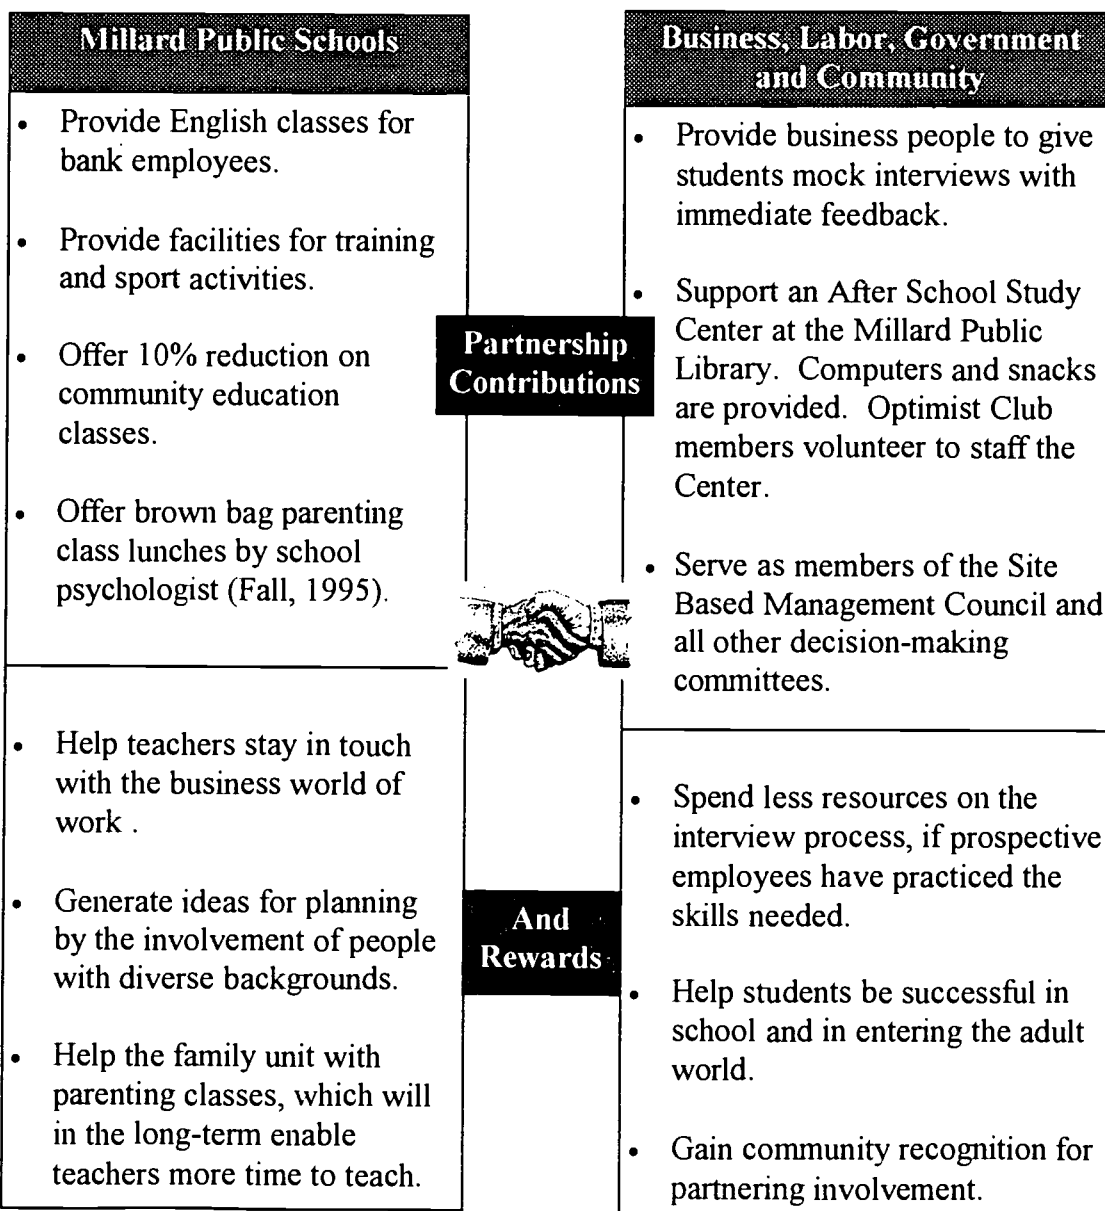 Millard Public Schools
• Provide English classes for
bank employees.
• Provide facilities for training
and sport activities.
• Offer 10% reduction on
community education
classes.
• Offer brown bag parenting
class lunches by school
psychologist (Fall, 1995).
Business, Labor, Government
and Community
• Provide business people to give
students mock interviews with
immediate feedback.
• Support an After School Study
Center at the Millard Public
Library. Computers and snacks
are provided. Optimist Club
members volunteer to staff the
Center.
• Serve as members of the Site
Based Management Council and
all other decision-making
committees.
Partnership
Contributions
• Help teachers stay in touch
with the business world of
work .
• Generate ideas for planning
by the involvement of people
with diverse backgrounds.
• Help the family unit with
parenting classes, which will
in the long-term enable
teachers more time to teach.
And
Rewards
• Spend less resources on the
interview process, if prospective
employees have practiced the
skills needed.
• Help students be successful in
school and in entering the adult
world.
• Gain community recognition for
partnering involvement.